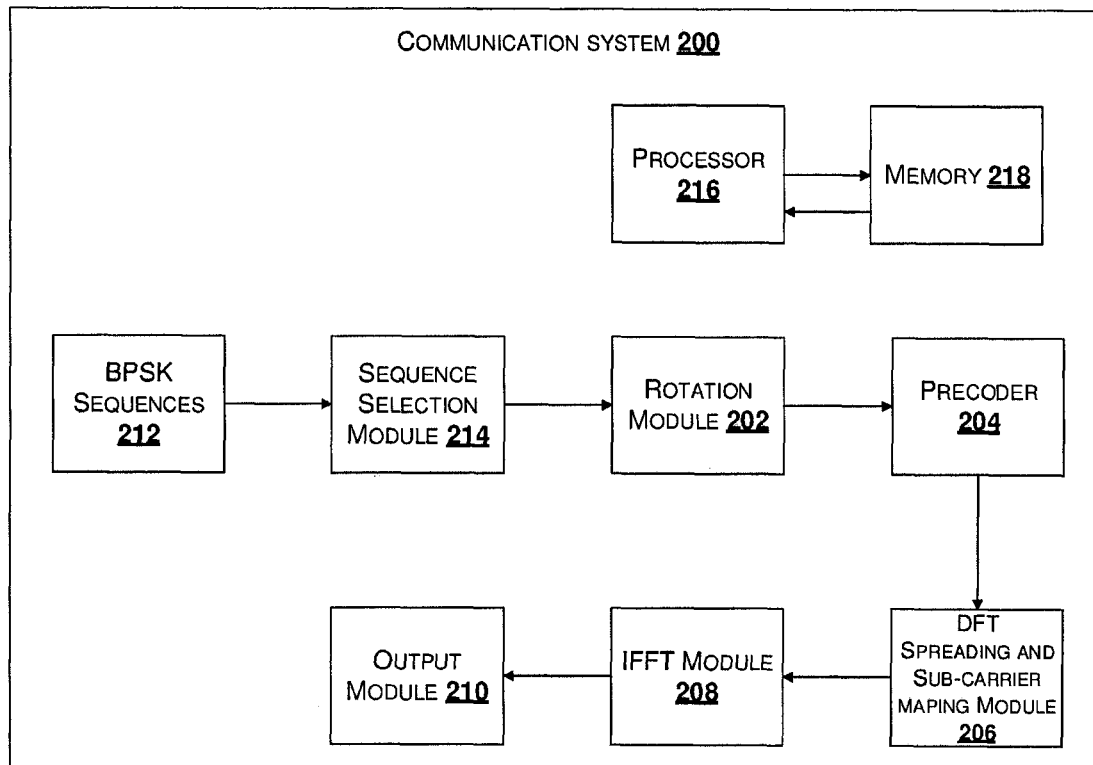 COMMUNICATION SYSTEM 200
PROCESSOR
216
MEMORY 218
BPSK
SEQUENCES
212
SEQUENCE
SELECTION
MODULE 214
ROTATION
MODULE 202
PRECODER
204
OUTPUT
MODULE 210
IFFT MODULE
208
DFT
SPREADING AND
SUB-CARRIER
MAPING MODULE
206